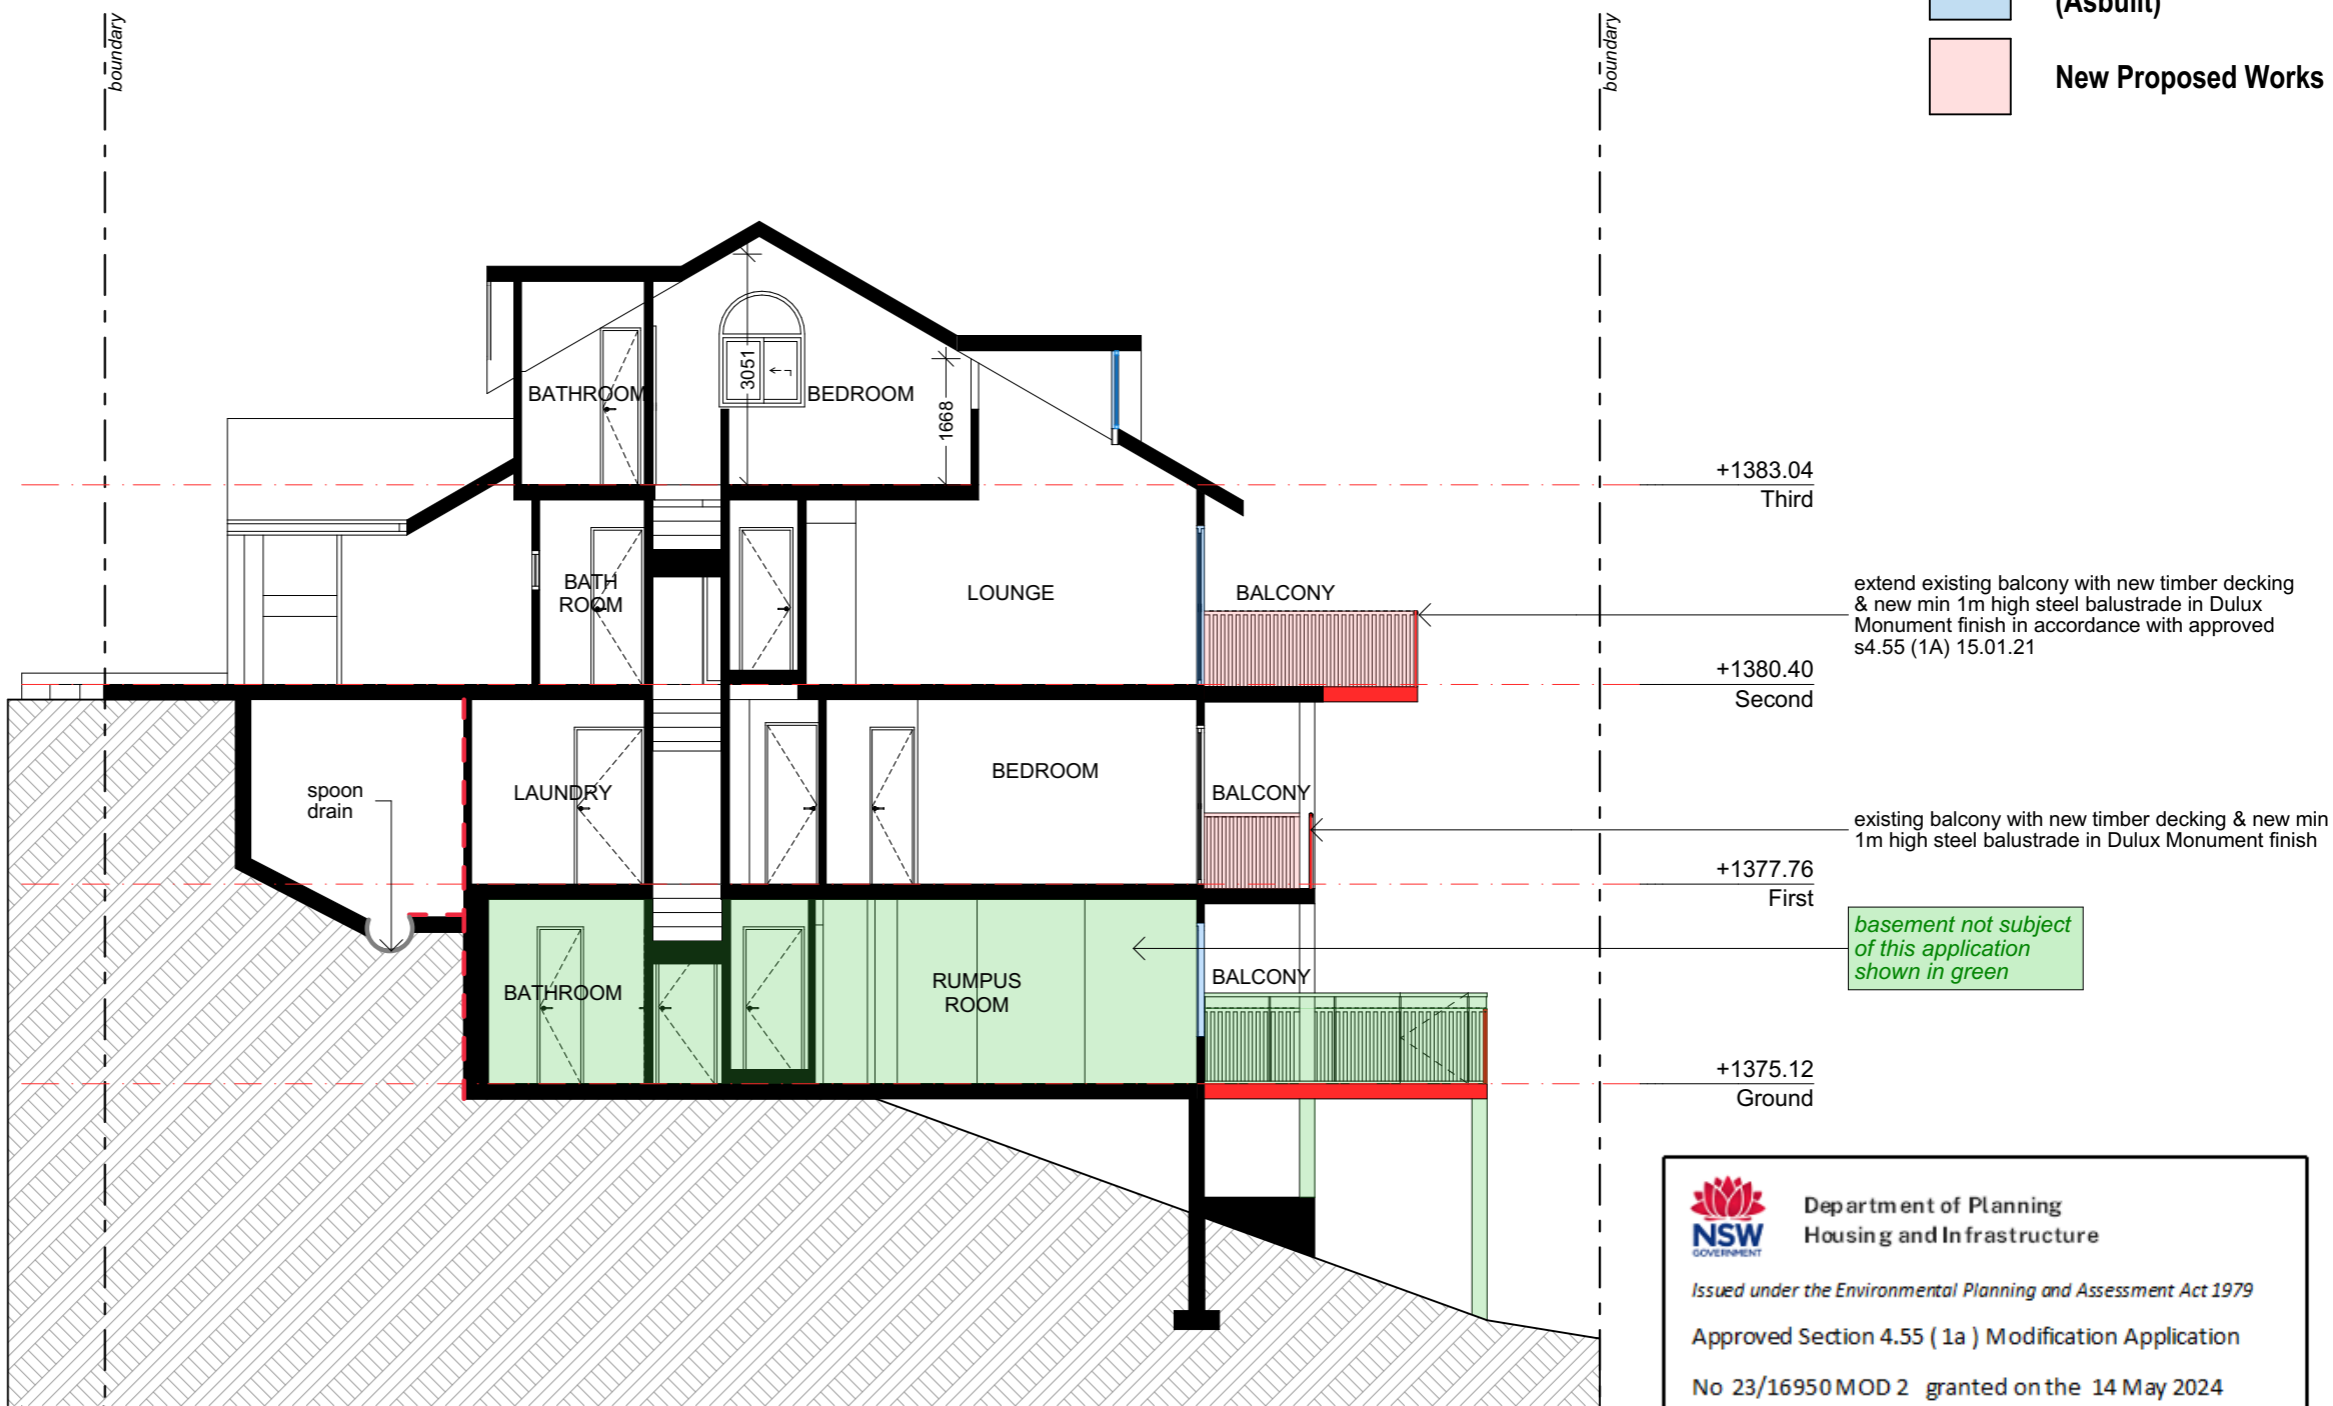 (Asbuilt)
New Proposed Works
boundary
boundary
3051
BATHROOM
BEDROOM
1668
+1383.04
Third
BATH
ROOM
LOUNGE
BALCONY
extend existing balcony with new timber decking
& new min 1m high steel balustrade in Dulux
Monument finish in accordance with approved
s4.55 (1A) 15.01.21
+1380.40
Second
spoon
drain
LAUNDRY
BEDROOM
BALCONY
existing balcony with new timber decking & new min
1m high steel balustrade in Dulux Monument finish
+1377.76
First
basement not subject
of this application
shown in green
BATHROOM
RUMPUS
ROOM
BALCONY
+1375.12
Ground
NSW
GOVERNMENT
Department of Planning
Housing and Infrastructure
Issued under the Environmental Planning and Assessment Act 1979
Approved Section 4.55 ( 1a ) Modification Application
No 23/16950 MOD 2 granted on the 14 May 2024